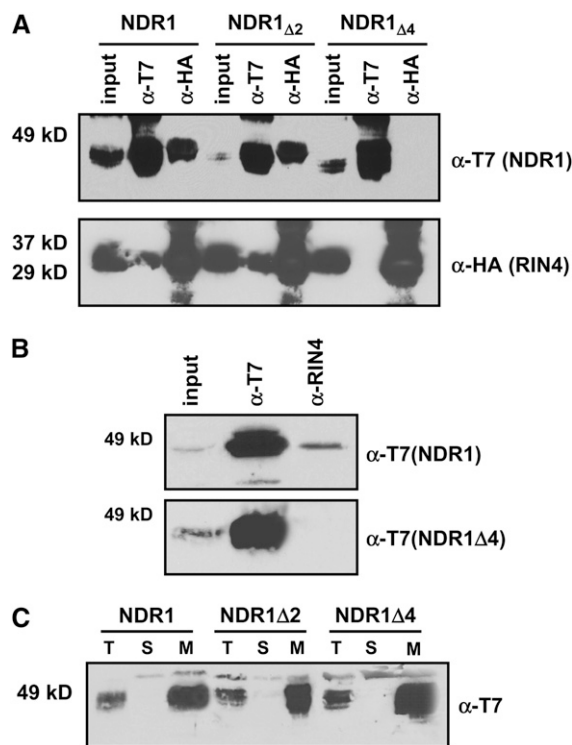 A
NDR1 NDR1Δ2 NDR1Δ4
input α-T7 α-HA input α-T7 α-HA input α-T7 α-HA
49 kD
α-T7 (NDR1)
37 kD
29 kD
α-HA (RIN4)
B
input α-T7 α-RIN4
49 kD
α-T7(NDR1)
49 kD
α-T7(NDR1Δ4)
C
NDR1 NDR1Δ2 NDR1Δ4
T S M T S M T S M
49 kD
α-T7